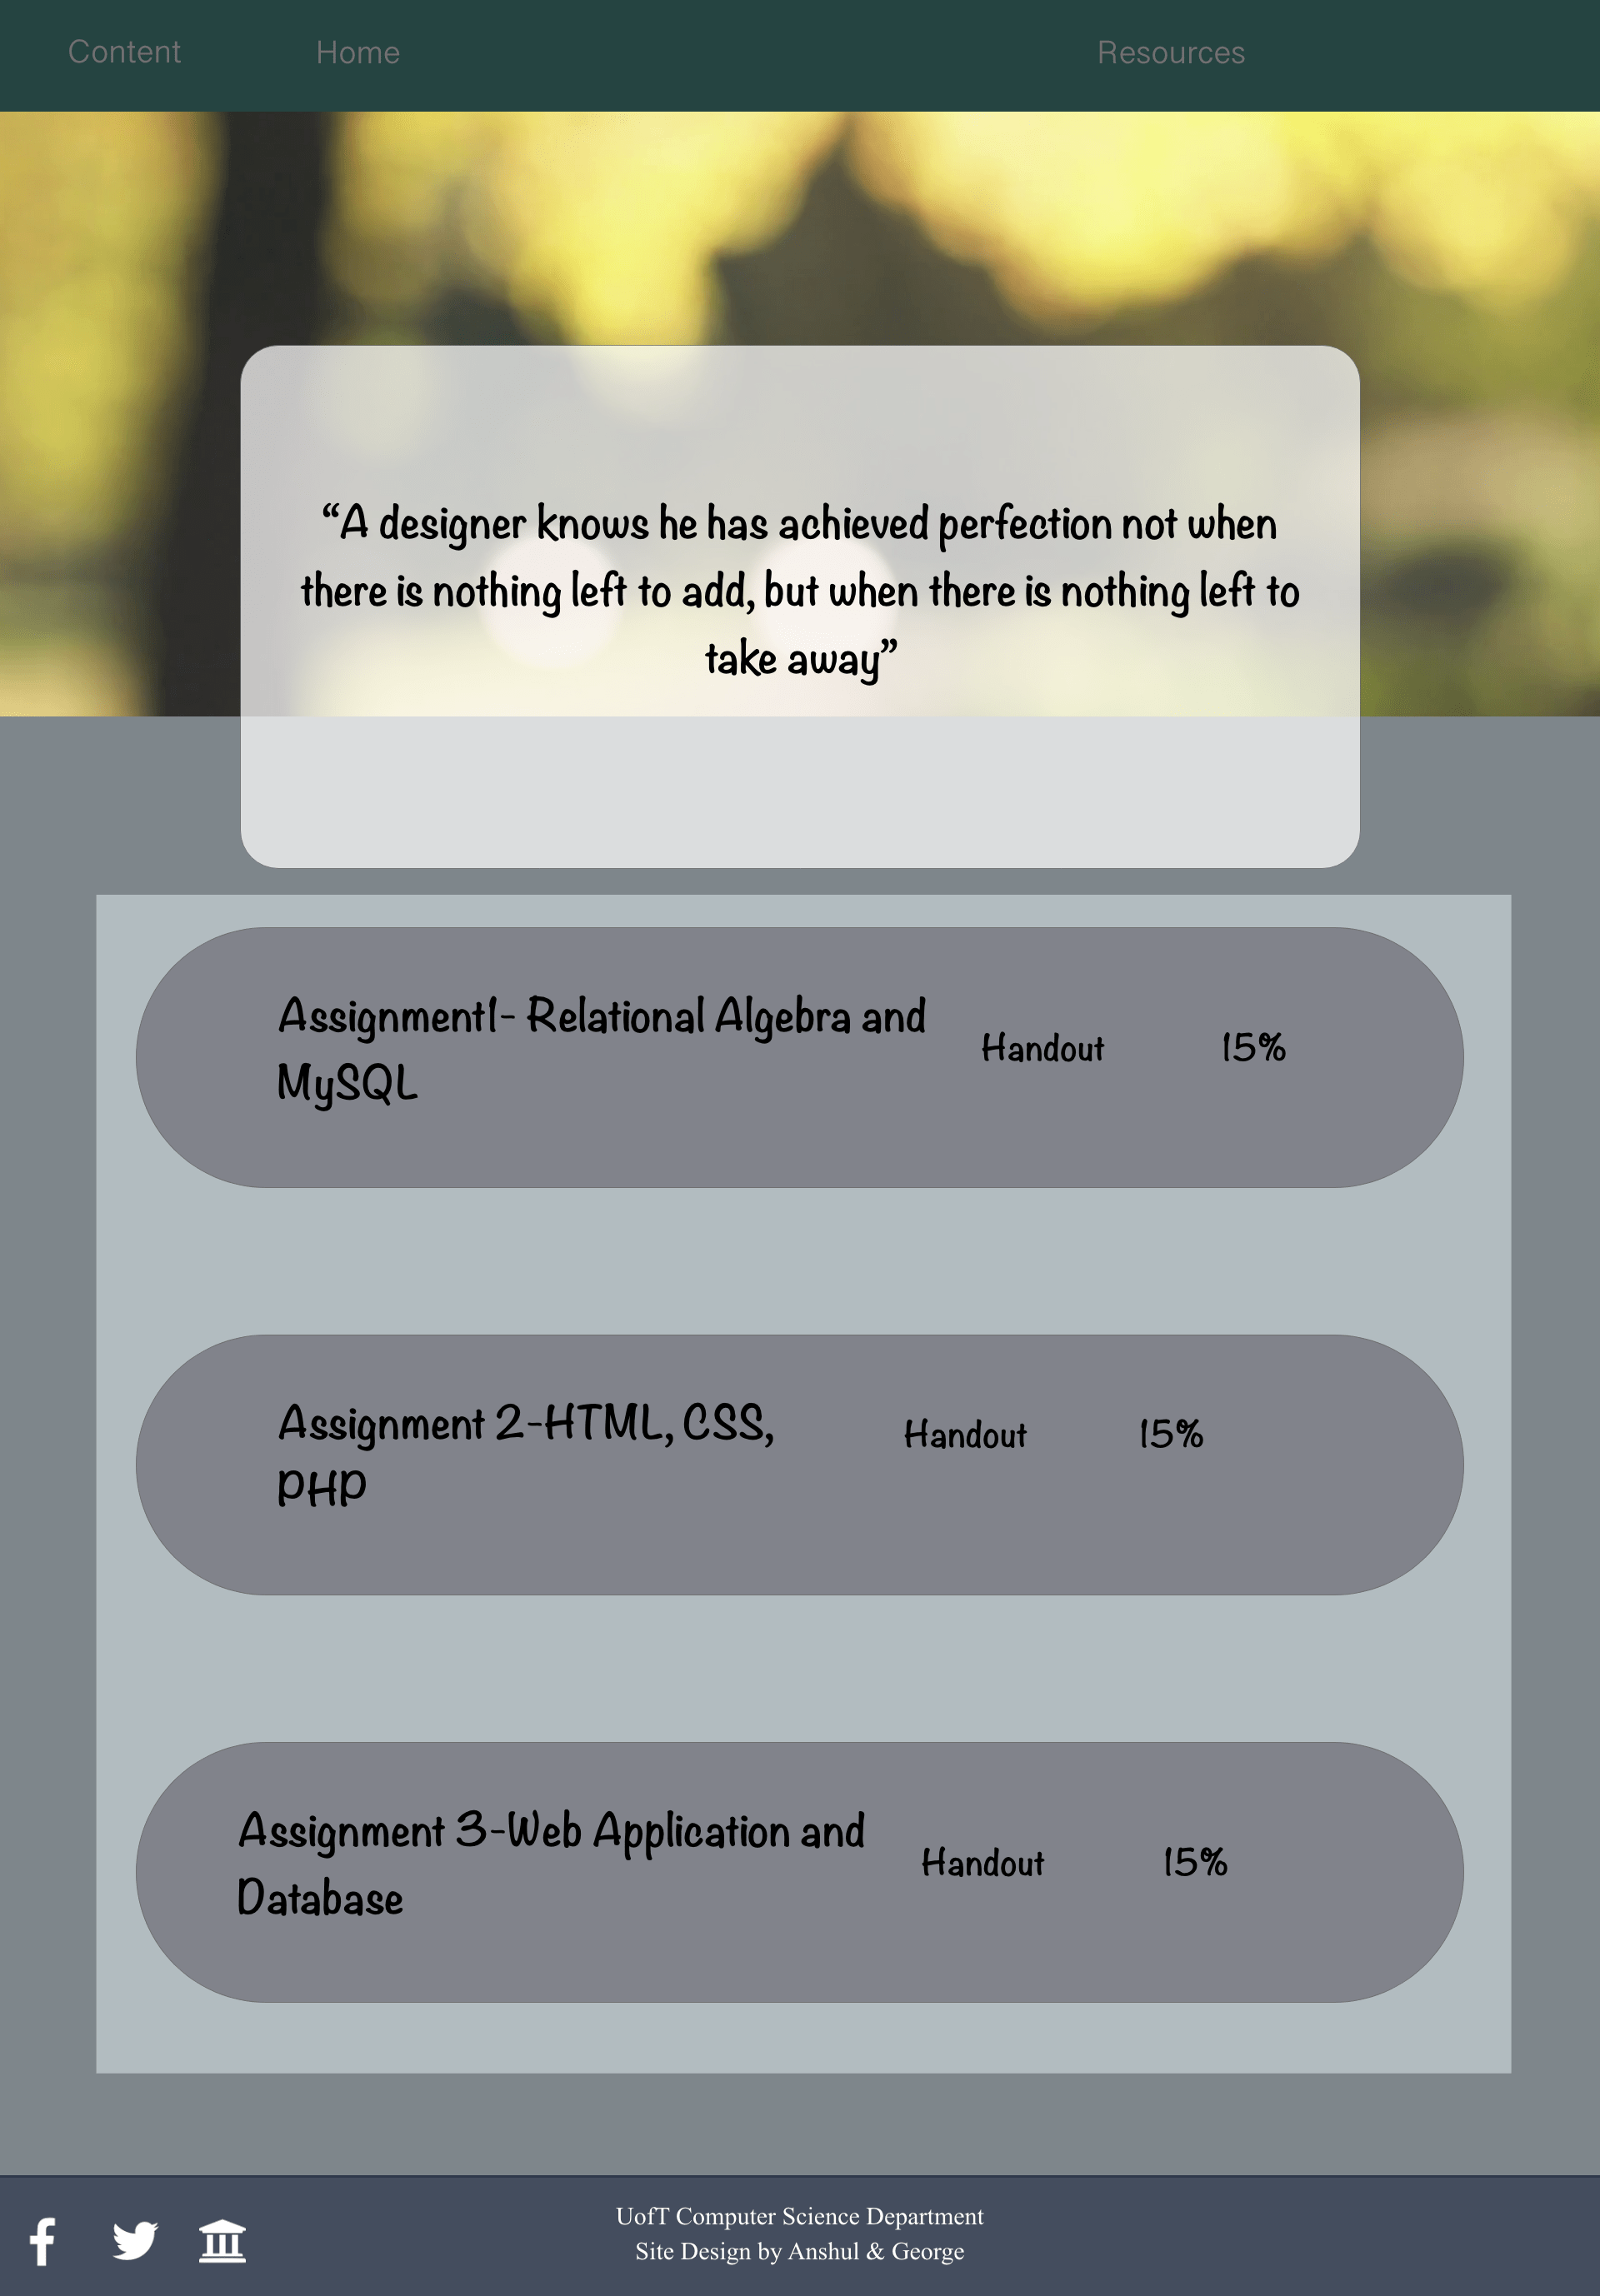 Content Home Resources
“A designer knows he has achieved perfection not when
there is nothing left to add, but when there is nothing left to
take away”
Assignment1- Relational Algebra and
MySQL
Handout 15%
Assignment 2-HTML, CSS,
PHP
Handout 15%
Assignment 3-Web Application and
Database
Handout 15%
UofT Computer Science Department
Site Design by Anshul & George